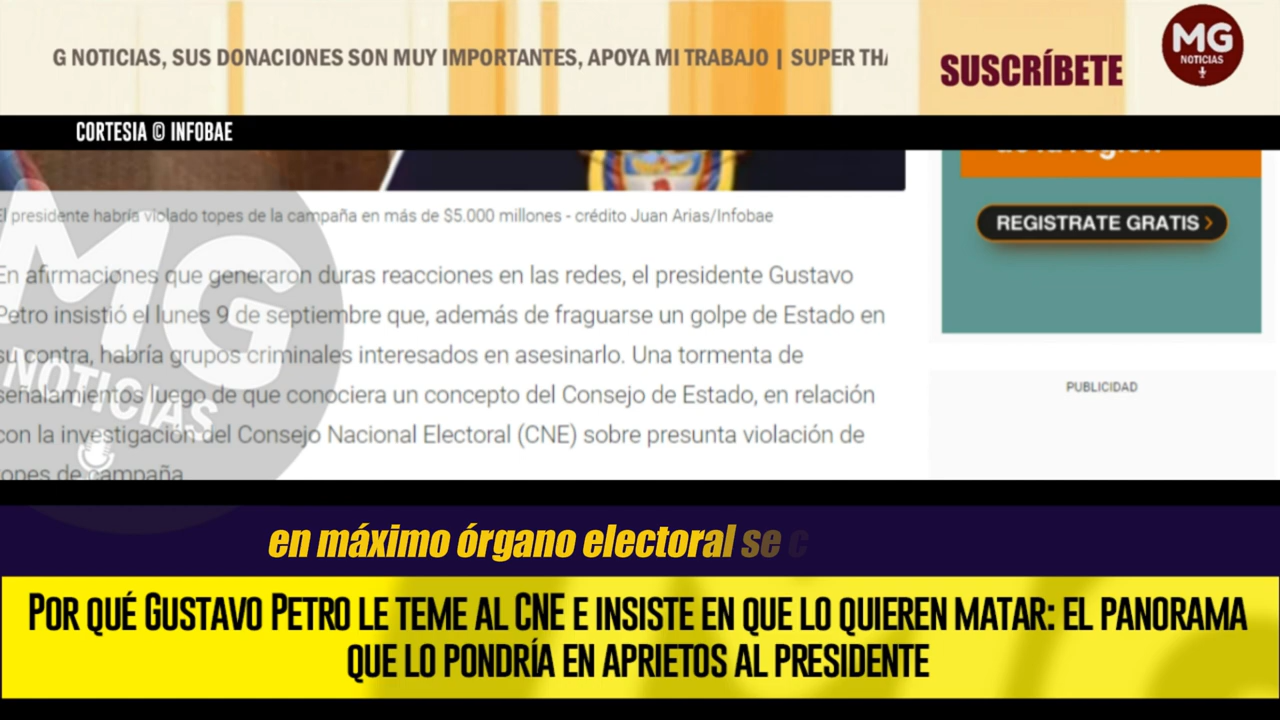 G NOTICIAS, SUS DONACIONES SON MUY IMPORTANTES, APOYA MI TRABAJO | SUPER
SUSCRÍBETE
MG
NOTICIAS
CORTESIA © INFOBAE
de la región
REGISTRATE GRATIS >
El presidente habría violado topes de la campaña en más de $5.000 millones - crédito Juan Arias/Infobae
En afirmaciones que generaron duras reacciones en las redes, el presidente Gustavo
Petro insistió el lunes 9 de septiembre que, además de fraguarse un golpe de Estado en
su contra, habría grupos criminales interesados en asesinarlo. Una tormenta de
señalamientos luego de que conociera un concepto del Consejo de Estado, en relación
con la investigación del Consejo Nacional Electoral (CNE) sobre presunta violación de
topes de campaña
PUBLICIDAD
MG
NOTICIAS
en máximo órgano electoral se c
POR QUÉ GUSTAVO PETRO LE TEME AL CNE E INSISTE EN QUE LO QUIEREN MATAR: EL PANORAMA
QUE LO PONDRÍA EN APRIETOS AL PRESIDENTE